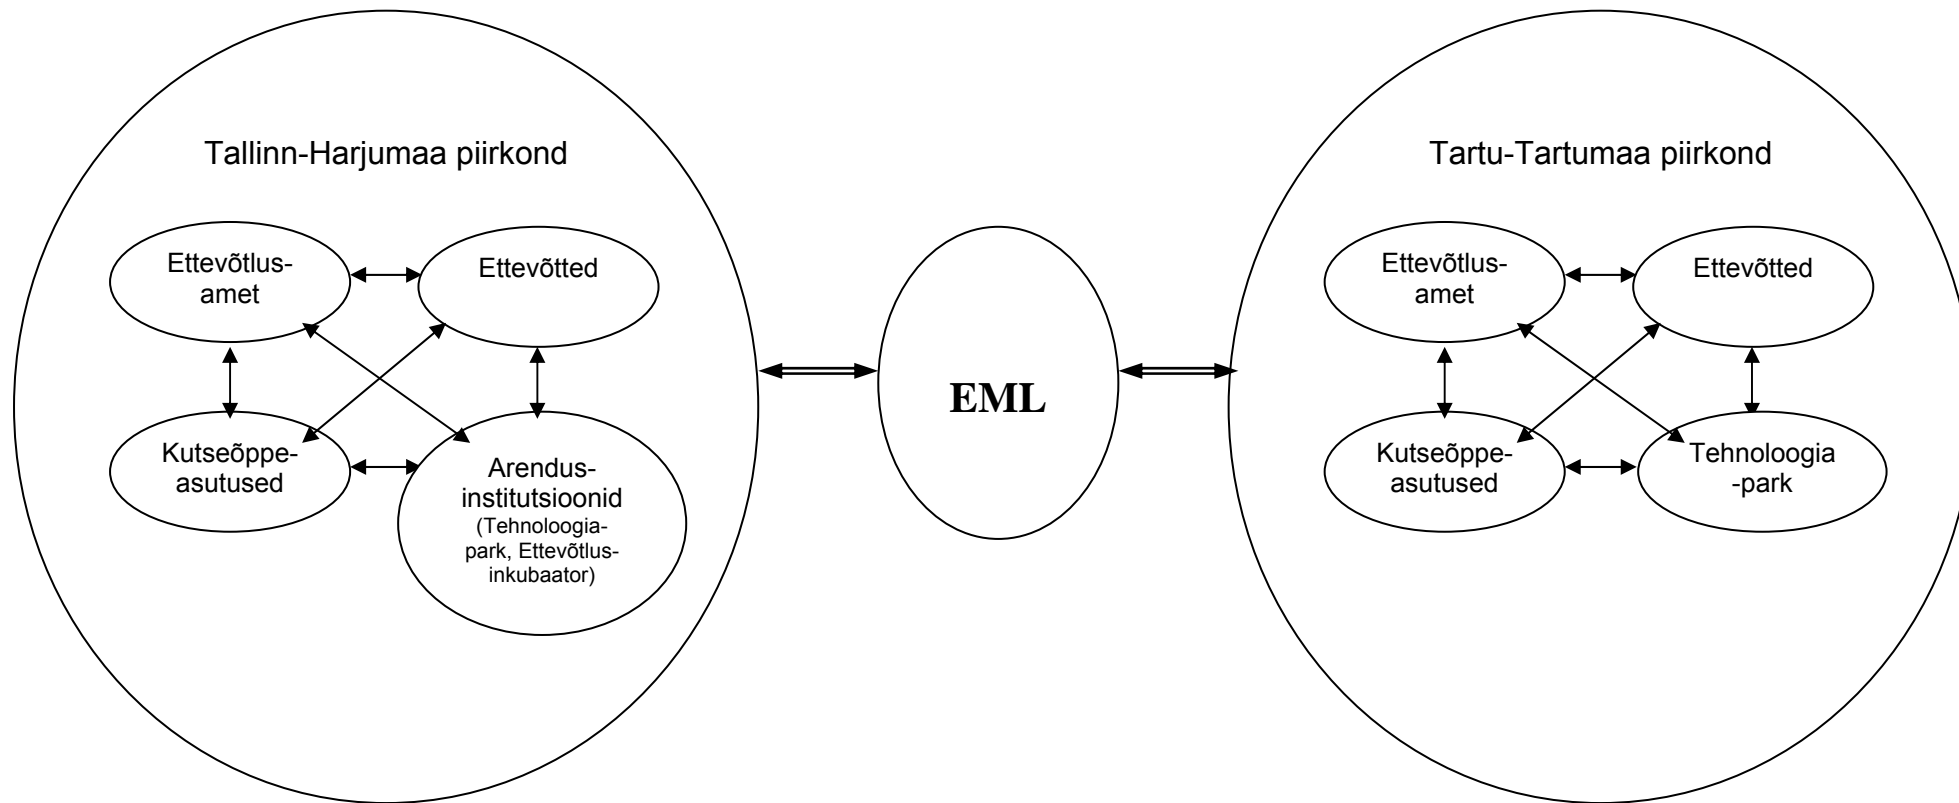 Tallinn-Harjumaa piirkond
Ettevõtlus-
amet
Ettevõtted
Kutseõppe-
asutused
Arendus-
institutsioonid
(Tehnoloogia-
park, Ettevõtlus-
inkubaator)
EML
Tartu-Tartumaa piirkond
Ettevõtlus-
amet
Ettevõtted
Kutseõppe-
asutused
Tehnoloogia
-park